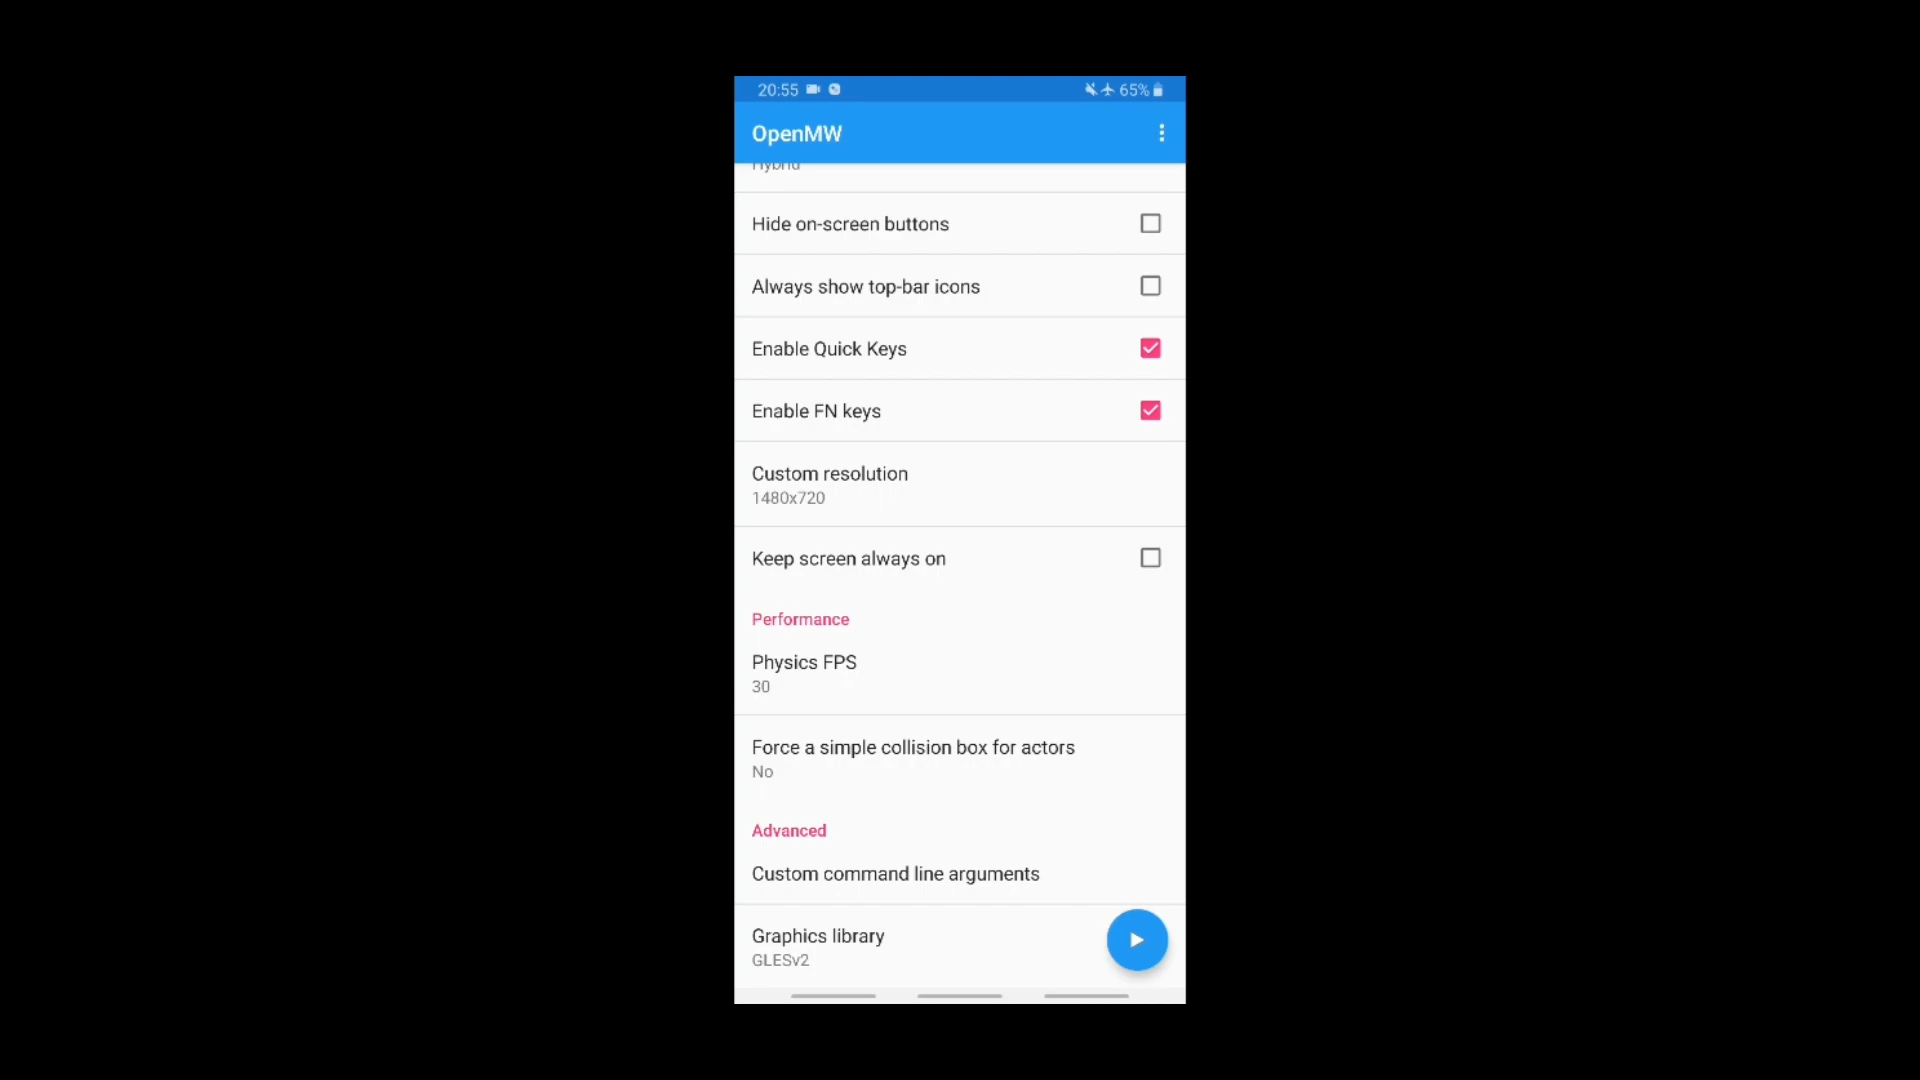 20:55 65%
OpenMW
Hybrid
Hide on-screen buttons
Always show top-bar icons
Enable Quick Keys
Enable FN keys
Custom resolution
1480x720
Keep screen always on
Performance
Physics FPS
30
Force a simple collision box for actors
No
Advanced
Custom command line arguments
Graphics library
GLESv2